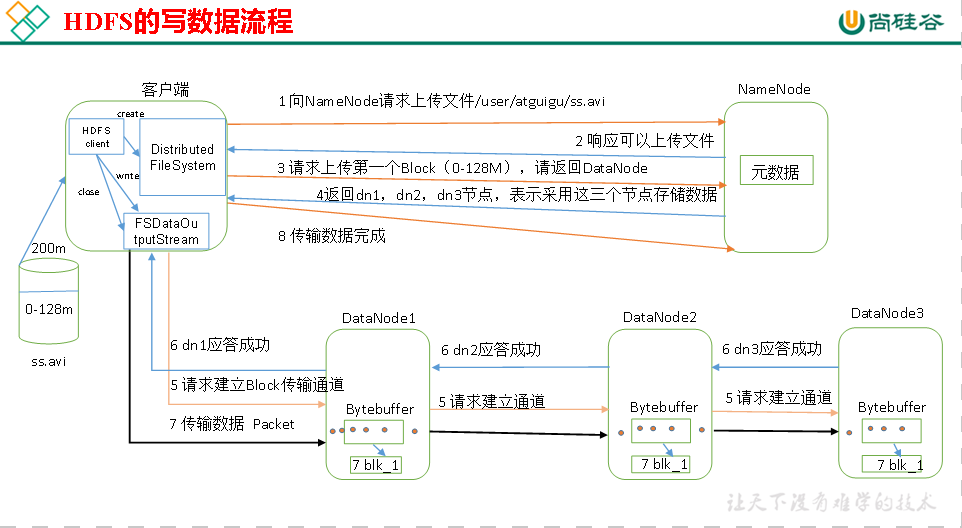 HDFS的写数据流程
尚硅谷
客户端
NameNode
1 向NameNode请求上传文件/user/atguigu/ss.avi
create
HDFS
client
Distributed
FileSystem
2 响应可以上传文件
3 请求上传第一个Block（0-128M），请返回DataNode
元数据
write
close
4返回dn1，dn2，dn3节点，表示采用这三个节点存储数据
FSDataOu
tputStream
8 传输数据完成
200m
0-128m
ss.avi
DataNode1
DataNode2
DataNode3
6 dn1应答成功
6 dn2应答成功
6 dn3应答成功
5 请求建立Block传输通道
5 请求建立通道
5 请求建立通道
7 传输数据 Packet
Bytebuffer
Bytebuffer
Bytebuffer
7 blk_1
7 blk_1
7 blk_1
让天下没有难学的技术